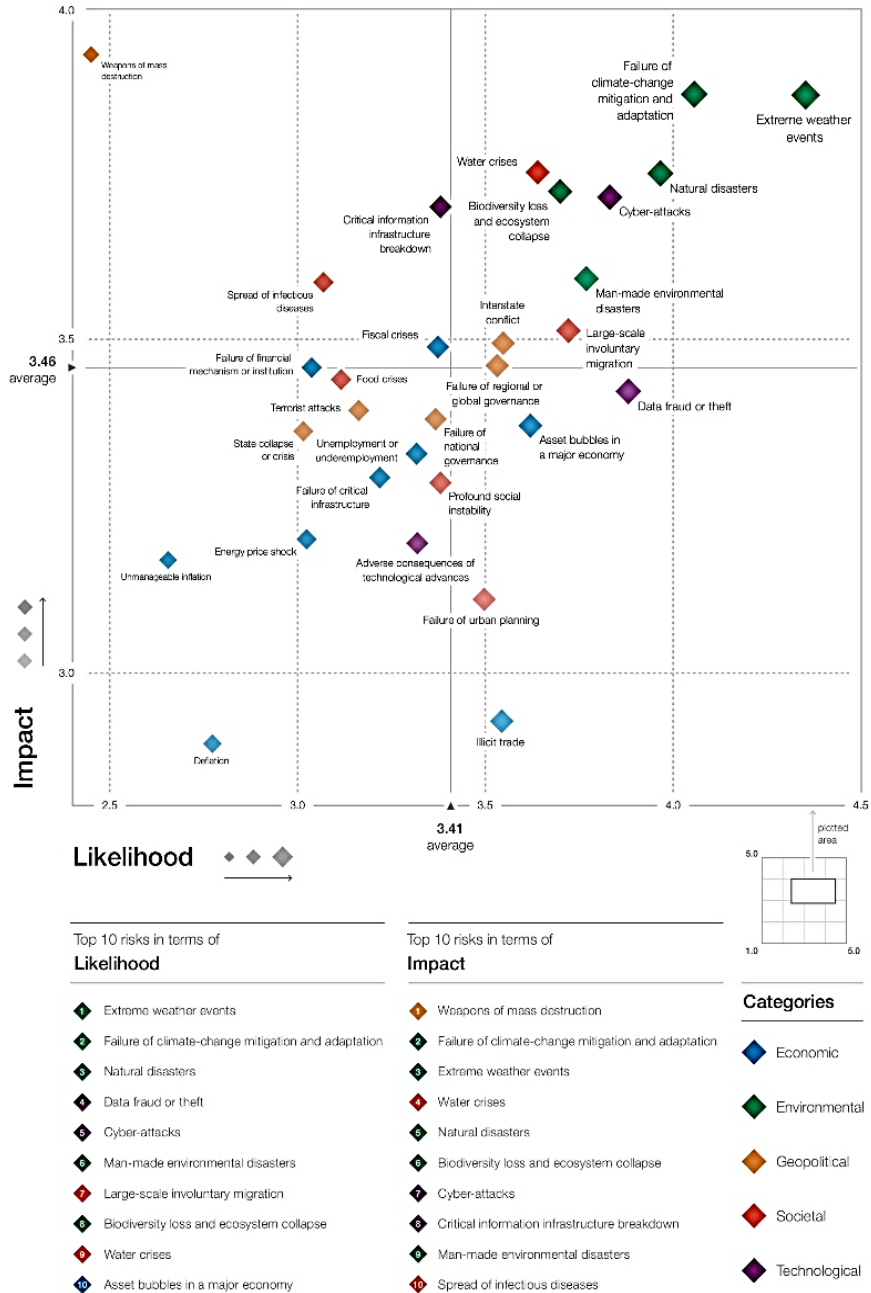 4.0
Weapons of mass
destruction
Failure of
climate-change
mitigation and
adaptation
Extreme weather
events
Water crises
Natural disasters
Biodiversity loss
and ecosystem
collapse
Cyber-attacks
Critical information
infrastructure
breakdown
Spread of infectious
diseases
Man-made environmental
disasters
Interstate
conflict
Large-scale
involuntary
migration
Fiscal crises
3.5
3.46
average
Failure of financial
mechanism or institution
Food crises
Failure of regional or
global governance
Data fraud or theft
Terrorist attacks
State collapse
or crisis
Unemployment or
underemployment
Failure of
national
governance
Asset bubbles in
a major economy
Failure of critical
infrastructure
Profound social
instability
Energy price shock
Adverse consequences of
technological advances
Unmanageable inflation
Failure of urban planning
3.0
Impact
Illicit trade
Deflation
2.5
3.0
3.5
4.0
4.5
3.41
average
plotted
area
Likelihood
5.0
1.0
5.0
Top 10 risks in terms of
Likelihood
1 Extreme weather events
2 Failure of climate-change mitigation and adaptation
3 Natural disasters
4 Data fraud or theft
5 Cyber-attacks
6 Man-made environmental disasters
7 Large-scale involuntary migration
8 Biodiversity loss and ecosystem collapse
9 Water crises
10 Asset bubbles in a major economy
Top 10 risks in terms of
Impact
1 Weapons of mass destruction
2 Failure of climate-change mitigation and adaptation
3 Extreme weather events
4 Water crises
5 Natural disasters
6 Biodiversity loss and ecosystem collapse
7 Cyber-attacks
8 Critical information infrastructure breakdown
9 Man-made environmental disasters
10 Spread of infectious diseases
Categories
Economic
Environmental
Geopolitical
Societal
Technological